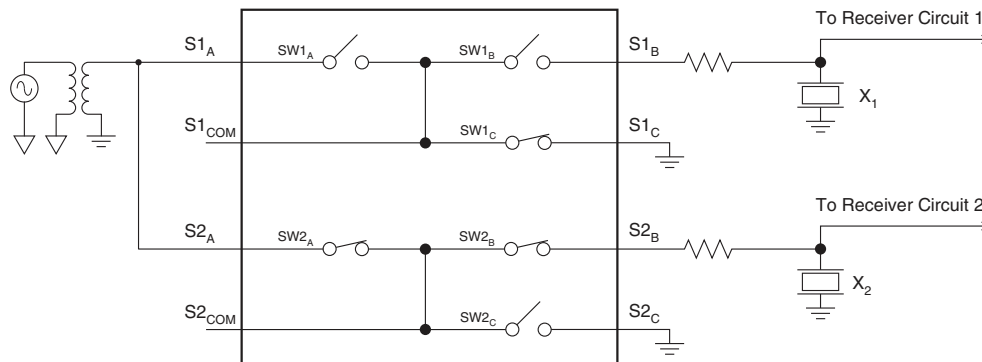 To Receiver Circuit 1
S1A SW1A SW1B S1B
X1
S1COM SW1C S1C
To Receiver Circuit 2
S2A SW2A SW2B S2B
X2
S2COM SW2C S2C